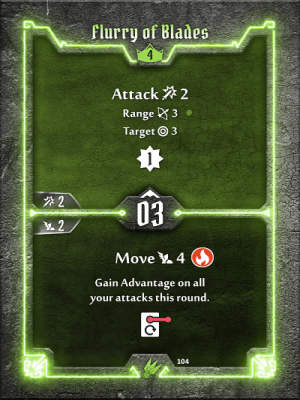 Flurry of Blades
4
Attack 2
Range 3
Target 3
1
2
03
2
Move 4
Gain Advantage on all
your attacks this round.
104